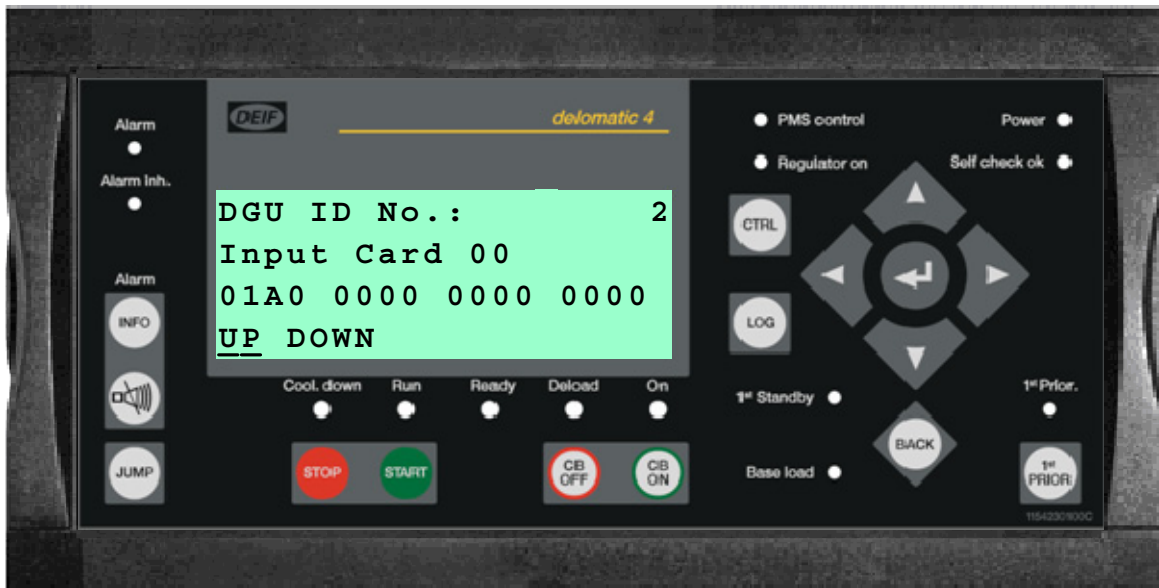 DEIF
delomatic 4
Alarm
Alarm Inh.
DGU ID No.: 2
Input Card 00
01A0 0000 0000 0000
UP DOWN
Alarm
INFO
JUMP
Cool. down
Run
Ready
Deload
On
STOP
START
CB OFF
CB ON
PMS control
Power
Regulator on
Self check ok
CTRL
LOG
1st Standby
1st Prior.
BACK
Base load
1st PRIOR
1154230100C